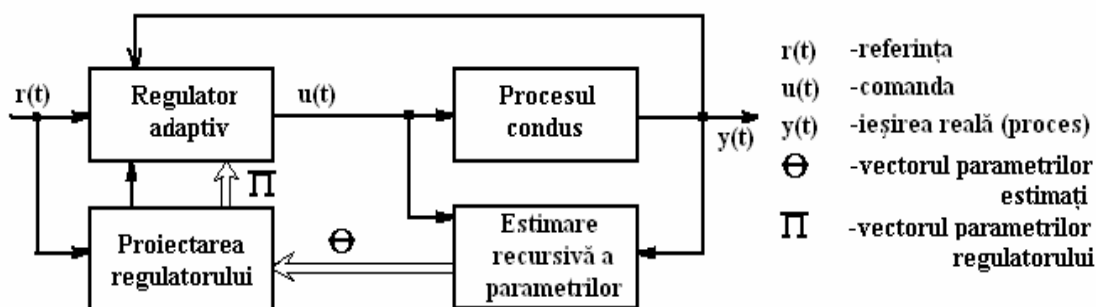 r(t)
Regulator
adaptiv
u(t)
Procesul
condus
y(t)
Π
Proiectarea
regulatorului
Θ
Estimare
recursivă a
parametrilor
r(t) -referința
u(t) -comanda
y(t) -ieșirea reală (proces)
Θ -vectorul parametrilor
estimați
Π -vectorul parametrilor
regulatorului